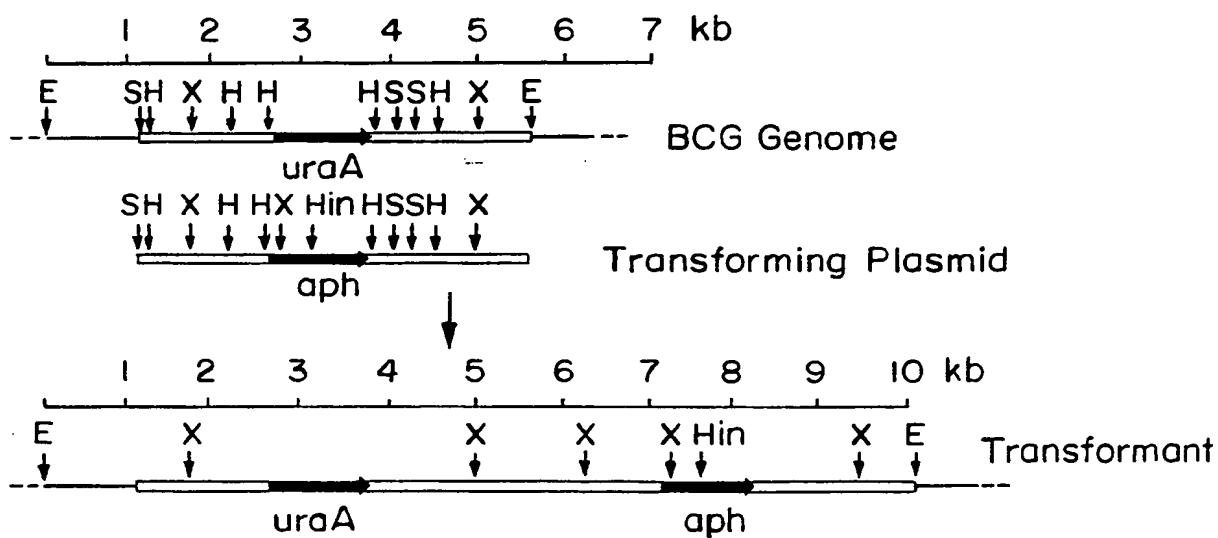 1 2 3 4 5 6 7 kb
E S H X H H H S S H X E
BCG Genome
uraA
S H X H H X Hin H S S H X
Transforming Plasmid
aph
1 2 3 4 5 6 7 8 9 10 kb
E X X X X Hin X E
Transformant
uraA aph